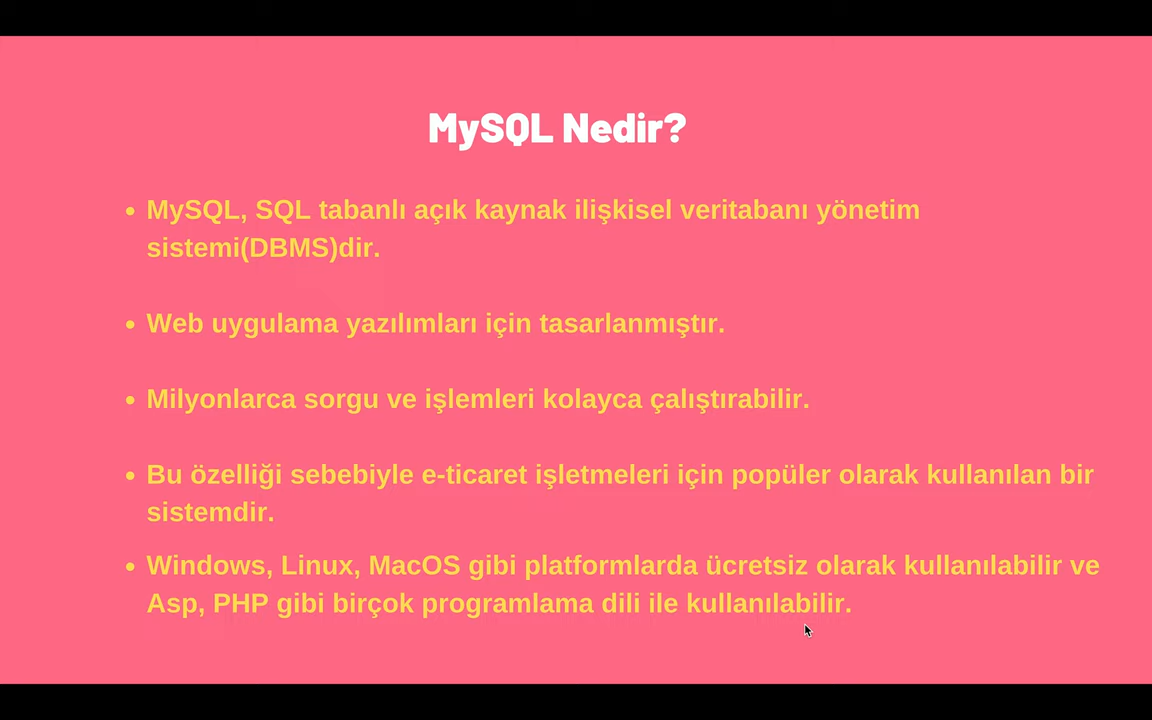 MySQL Nedir?
• MySQL, SQL tabanlı açık kaynak ilişkisel veritabanı yönetim
sistemi(DBMS)dir.
• Web uygulama yazılımları için tasarlanmıştır.
• Milyonlarca sorgu ve işlemleri kolayca çalıştırabilir.
• Bu özelliği sebebiyle e-ticaret işletmeleri için popüler olarak kullanılan bir
sistemdir.
• Windows, Linux, MacOS gibi platformlarda ücretsiz olarak kullanılabilir ve
Asp, PHP gibi birçok programlama dili ile kullanılabilir.